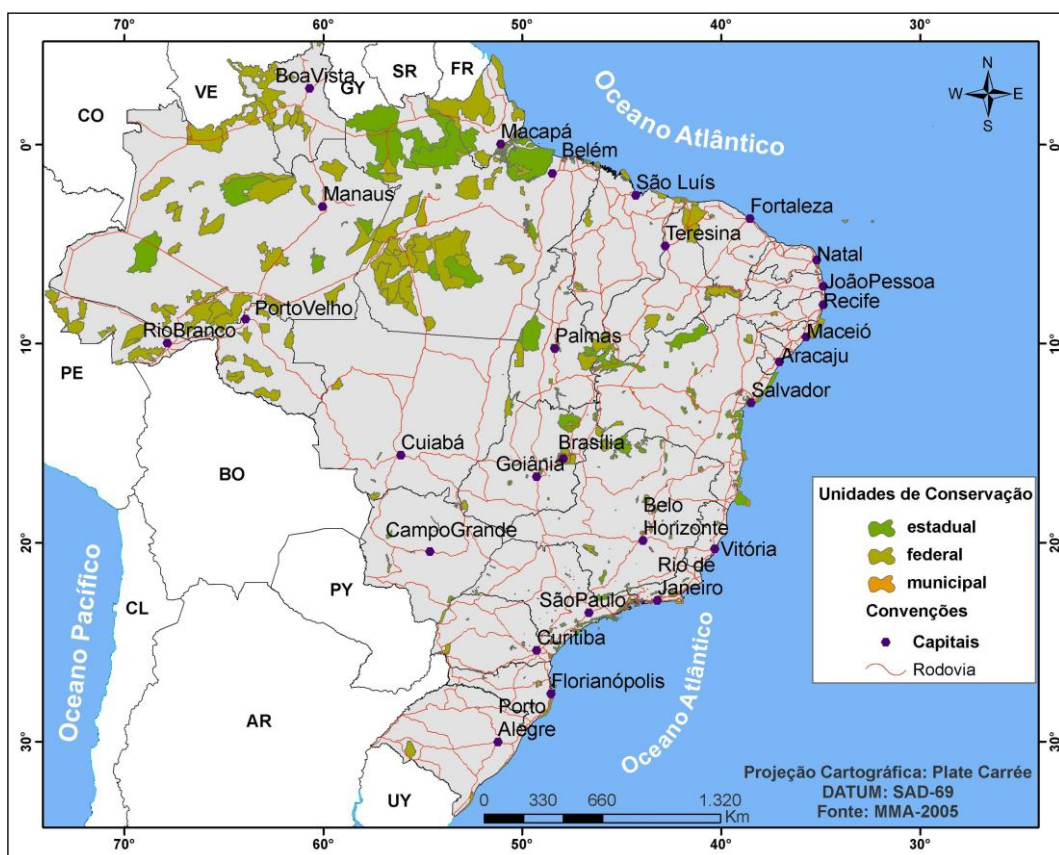 70°
60°
50°
40°
30°
BoaVista
VE
GY
SR
FR
CO
Oceano Atlântico
N
W
E
S
0°
0°
Macapá
Belém
Manaus
São Luís
Fortaleza
Teresina
Natal
JoãoPessoa
Recife
PortoVelho
RioBranco
Palmas
Maceió
Aracaju
10°
10°
PE
Salvador
Cuiabá
Brasília
Goiânia
BO
Unidades de Conservação
estadual
federal
municipal
Convenções
Capitais
Rodovia
Belo
Horizonte
CampoGrande
Vitória
20°
20°
Rio de
Janeiro
SãoPaulo
PY
CL
Oceano Pacífico
Curitiba
Oceano Atlântico
Florianópolis
Porto
Alegre
AR
30°
30°
UY
Projeção Cartográfica: Plate Carrée
DATUM: SAD-69
Fonte: MMA-2005
0 330 660 1.320
Km
70°
60°
50°
40°
30°